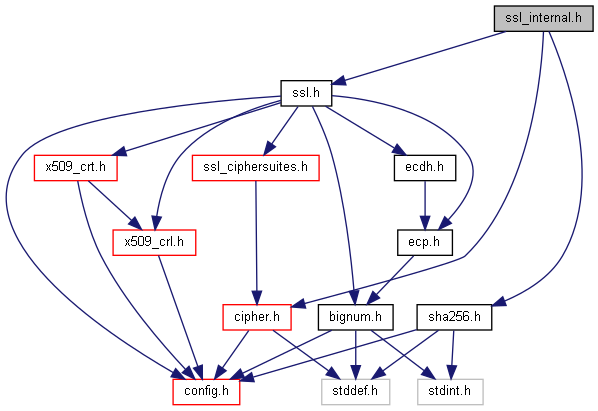 ssl_internal.h
ssl.h
x509_crt.h
ssl_ciphersuites.h
ecdh.h
x509_crl.h
ecp.h
cipher.h
bignum.h
sha256.h
config.h
stddef.h
stdint.h